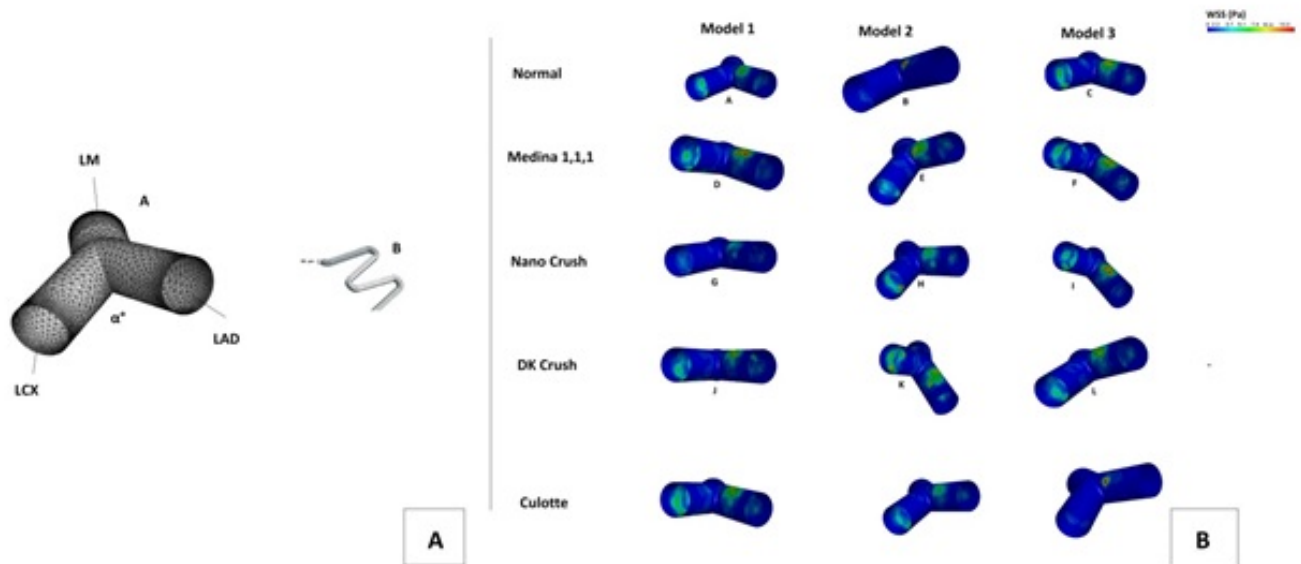 LM
A
B
α°
LAD
LCX
A
WSS (Pa)
Model 1
Model 2
Model 3
Normal
A
B
C
Medina 1,1,1
D
E
F
Nano Crush
G
H
I
DK Crush
J
K
L
Culotte
B